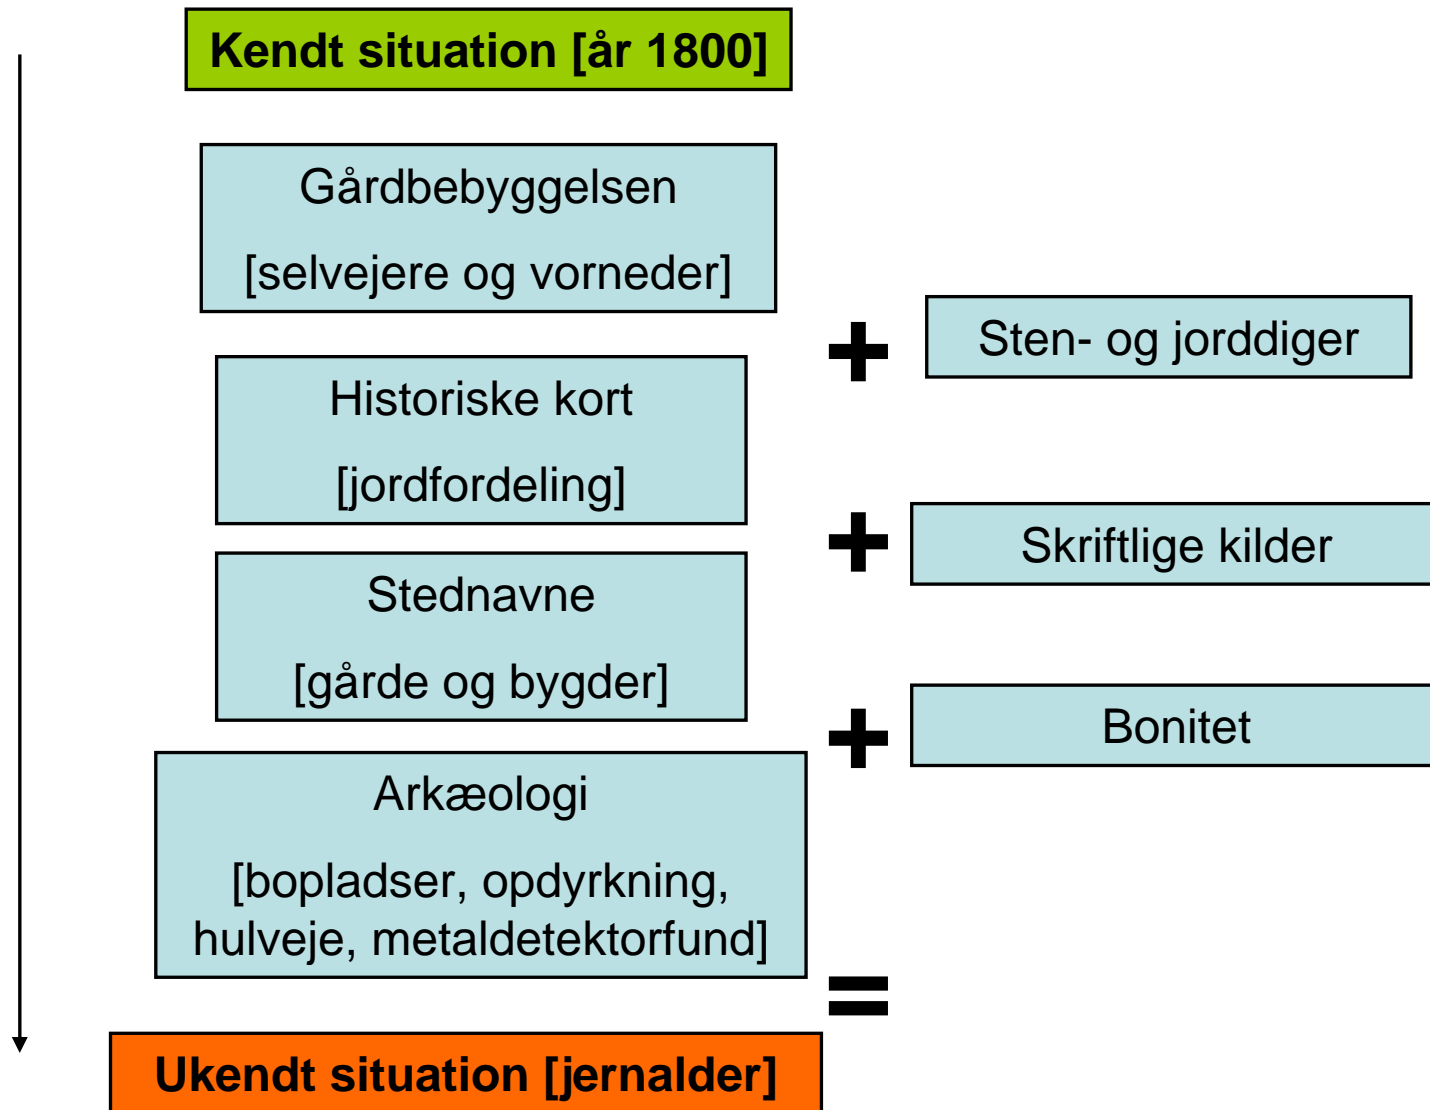 Kendt situation [år 1800]
Gårdbebyggelsen
[selvejere og vorneder]
+
Sten- og jorddiger
Historiske kort
[jordfordeling]
+
Skriftlige kilder
Stednavne
[gårde og bygder]
+
Bonitet
Arkæologi
[bopladser, opdyrkning,
hulveje, metaldetektorfund]
=
Ukendt situation [jernalder]